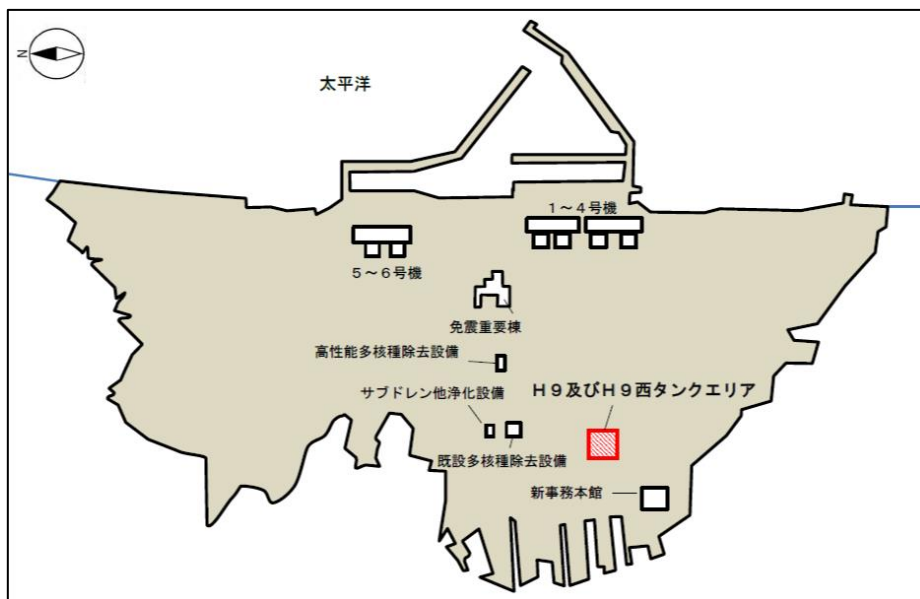 N
太平洋
１～４号機
５～６号機
免震重要棟
高性能多核種除去設備
サブドレン他浄化設備
Ｈ９及びＨ９西タンクエリア
既設多核種除去設備
新事務本館